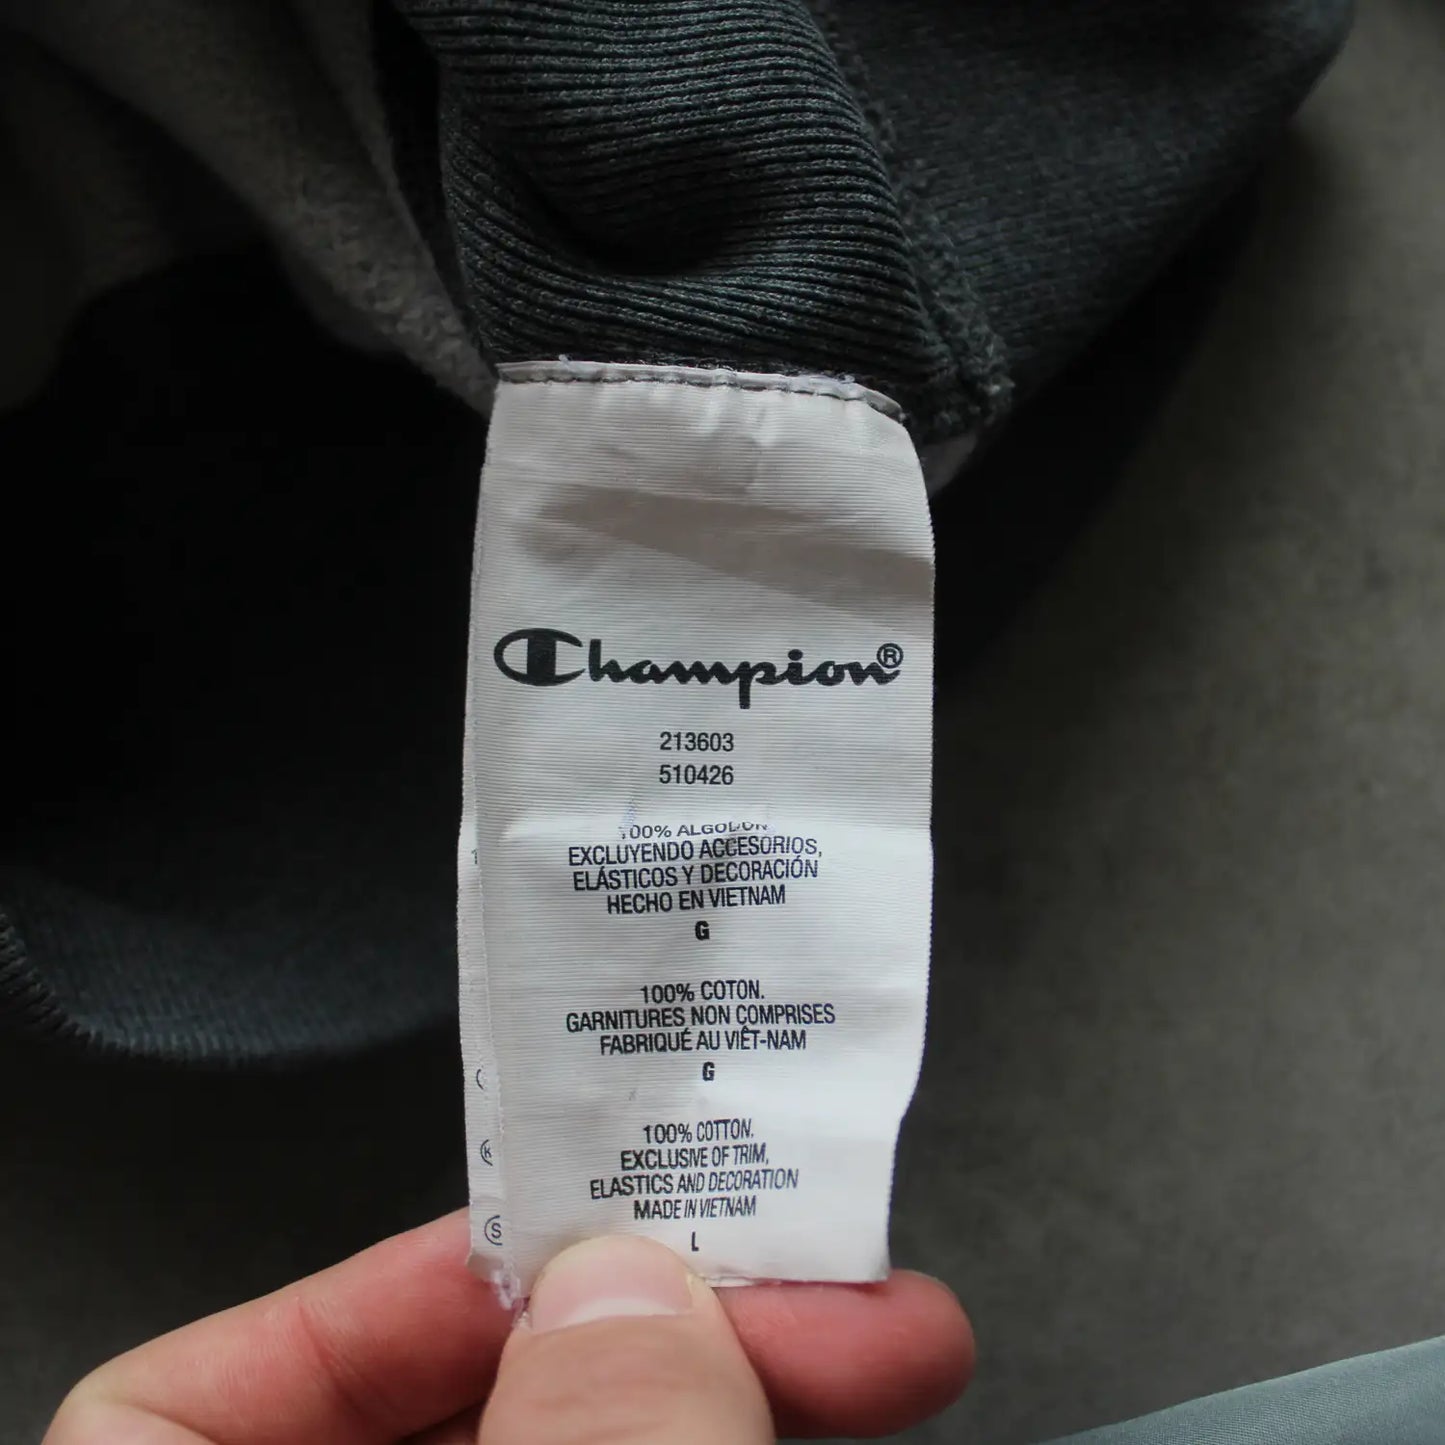 Champion®
213603
510426
100% ALGODÓN
EXCLUYENDO ACCESORIOS,
ELÁSTICOS Y DECORACIÓN
HECHO EN VIETNAM
G
100% COTON.
GARNITURES NON COMPRISES
FABRIQUÉ AU VIÊT-NAM
G
100% COTTON.
EXCLUSIVE OF TRIM,
ELASTICS AND DECORATION
MADE IN VIETNAM
L